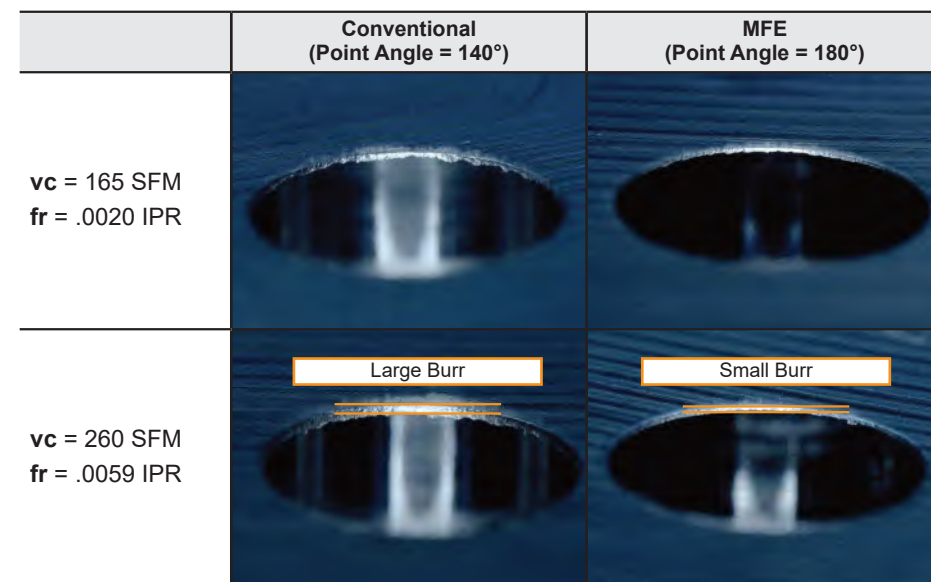 Conventional
(Point Angle = 140°)
MFE
(Point Angle = 180°)
vc = 165 SFM
fr = .0020 IPR
vc = 260 SFM
fr = .0059 IPR
Large Burr
Small Burr